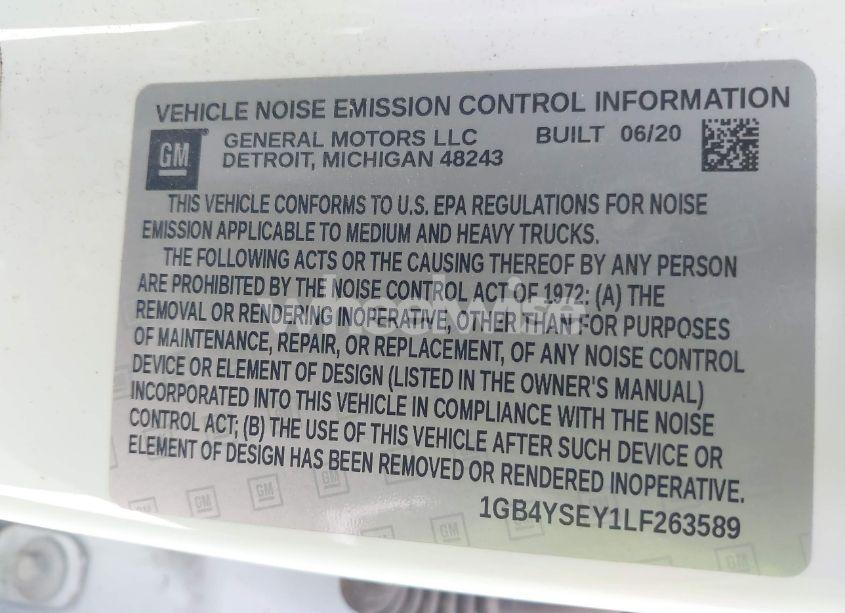 VEHICLE NOISE EMISSION CONTROL INFORMATION
GM
GENERAL MOTORS LLC BUILT 06/20
DETROIT, MICHIGAN 48243
THIS VEHICLE CONFORMS TO U.S. EPA REGULATIONS FOR NOISE
EMISSION APPLICABLE TO MEDIUM AND HEAVY TRUCKS.
THE FOLLOWING ACTS OR THE CAUSING THEREOF BY ANY PERSON
ARE PROHIBITED BY THE NOISE CONTROL ACT OF 1972: (A) THE
REMOVAL OR RENDERING INOPERATIVE, OTHER THAN FOR PURPOSES
OF MAINTENANCE, REPAIR, OR REPLACEMENT, OF ANY NOISE CONTROL
DEVICE OR ELEMENT OF DESIGN (LISTED IN THE OWNER'S MANUAL)
INCORPORATED INTO THIS VEHICLE IN COMPLIANCE WITH THE NOISE
CONTROL ACT; (B) THE USE OF THIS VEHICLE AFTER SUCH DEVICE OR
ELEMENT OF DESIGN HAS BEEN REMOVED OR RENDERED INOPERATIVE.
1GB4YSEY1LF263589
wheelwise